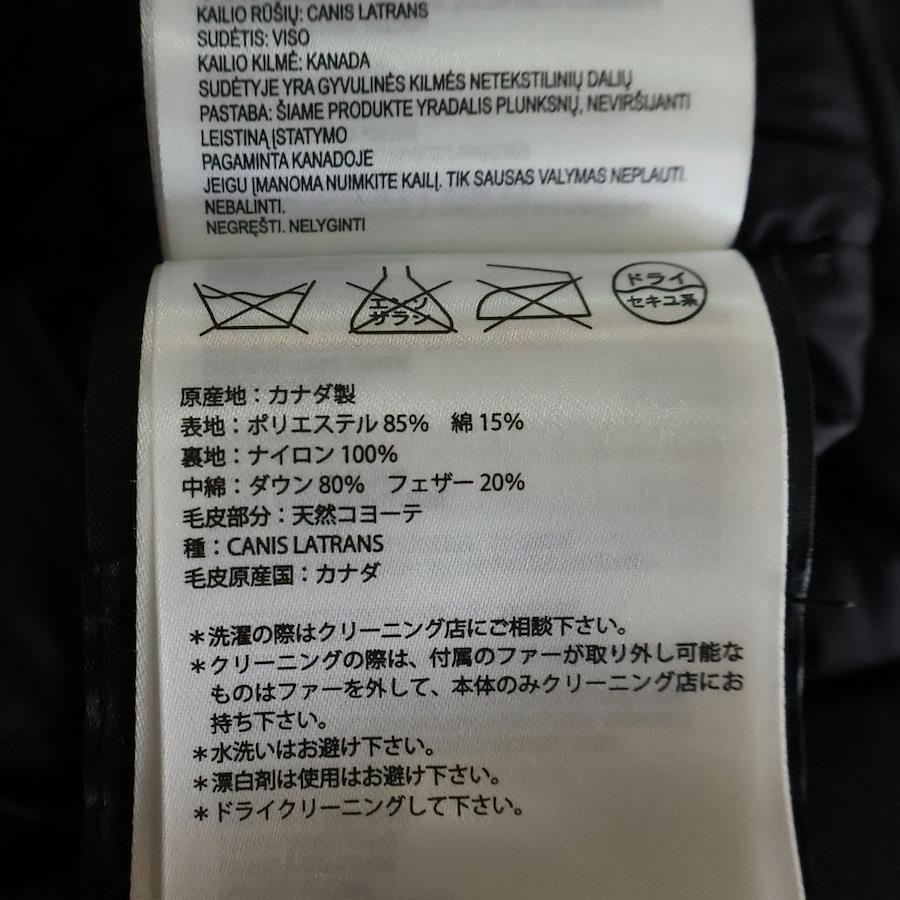 KAILIO RŪŠIŲ: CANIS LATRANS
SUDĖTIS: VISO
KAILIO KILMĖ: KANADA
SUDĖTYJE YRA GYVULINĖS KILMĖS NETEKSTILINIŲ DALIŲ
PASTABA: ŠIAME PRODUKTE YRADALIS PLUNKSNŲ, NEVIRŠIJANTI
LEISTINĄ ĮSTATYMO
PAGAMINTA KANADOJE
JEIGU ĮMANOMA NUIMKITE KAILĮ. TIK SAUSAS VALYMAS NEPLAUTI.
NEBALINTI.
NEGRĘŠTI. NELYGINTI
エンソ
サラシ
ドライ
セキユ系
原産地：カナダ製
表地：ポリエステル 85%　綿 15%
裏地：ナイロン 100%
中綿：ダウン 80%　フェザー 20%
毛皮部分：天然コヨーテ
種：CANIS LATRANS
毛皮原産国：カナダ
＊洗濯の際はクリーニング店にご相談下さい。
＊クリーニングの際は、付属のファーが取り外し可能な
ものはファーを外して、本体のみクリーニング店にお
持ち下さい。
＊水洗いはお避け下さい。
＊漂白剤は使用はお避け下さい。
＊ドライクリーニングして下さい。